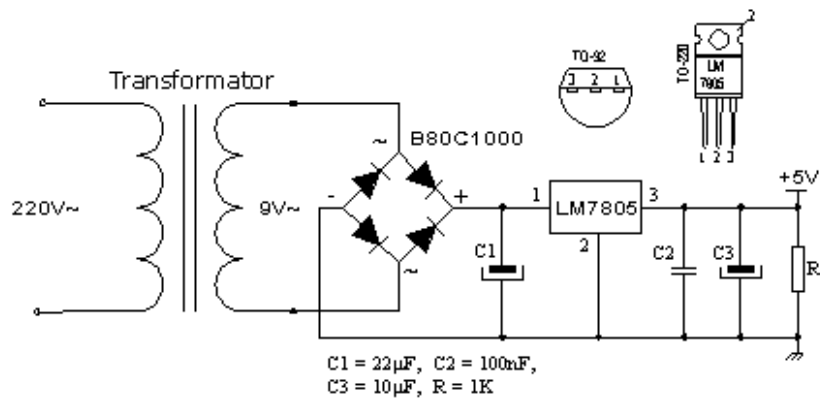 2
TO-92
3 2 1
TO-220
LM
7805
1 2 3
Transformator
B80C1000
220V~
9V~
~
-
+
~
1
LM7805
3
2
+5V
C1
C2
C3
R
C1 = 22µF, C2 = 100nF,
C3 = 10µF, R = 1K